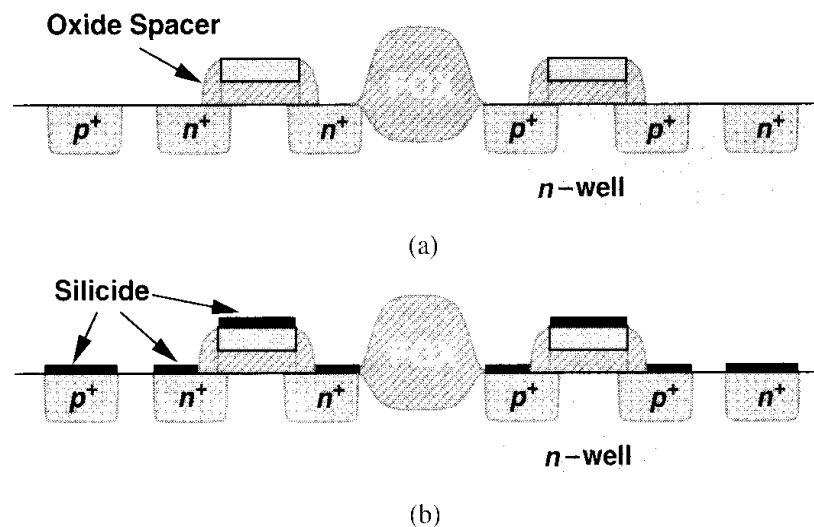 Oxide Spacer
FOX
p+ n+ n+ p+ p+ n+
n–well
(a)
Silicide
FOX
p+ n+ n+ p+ p+ n+
n–well
(b)